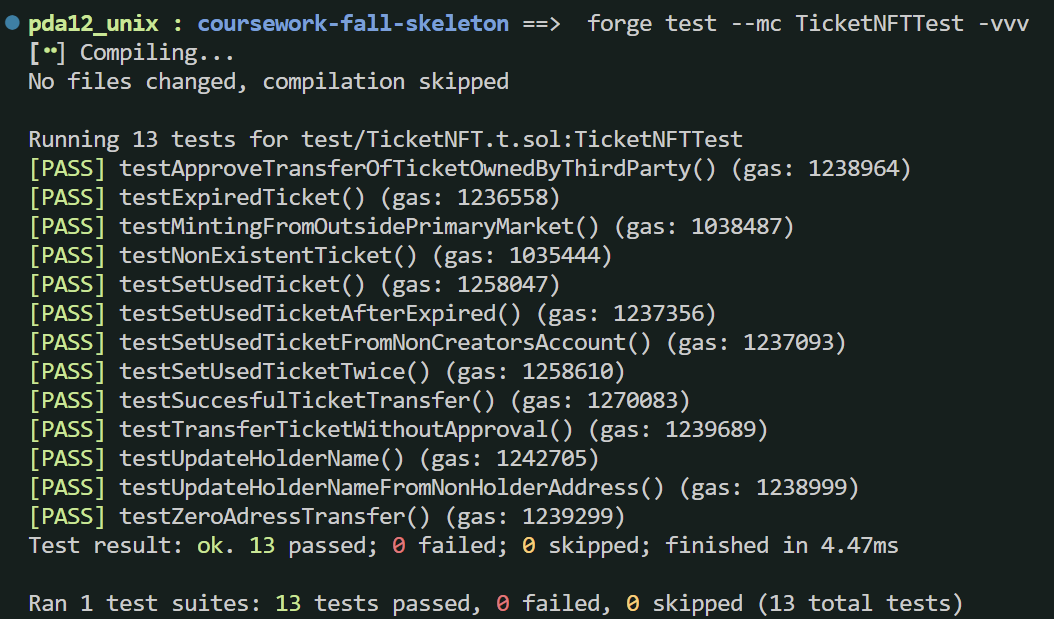 pda12_unix : coursework-fall-skeleton ==> forge test --mc TicketNFTTest -vvv
[⠒] Compiling...
No files changed, compilation skipped
Running 13 tests for test/TicketNFT.t.sol:TicketNFTTest
[PASS] testApproveTransferOfTicketOwnedByThirdParty() (gas: 1238964)
[PASS] testExpiredTicket() (gas: 1236558)
[PASS] testMintingFromOutsidePrimaryMarket() (gas: 1038487)
[PASS] testNonExistentTicket() (gas: 1035444)
[PASS] testSetUsedTicket() (gas: 1258047)
[PASS] testSetUsedTicketAfterExpired() (gas: 1237356)
[PASS] testSetUsedTicketFromNonCreatorsAccount() (gas: 1237093)
[PASS] testSetUsedTicketTwice() (gas: 1258610)
[PASS] testSuccesfulTicketTransfer() (gas: 1270083)
[PASS] testTransferTicketWithoutApproval() (gas: 1239689)
[PASS] testUpdateHolderName() (gas: 1242705)
[PASS] testUpdateHolderNameFromNonHolderAddress() (gas: 1238999)
[PASS] testZeroAdressTransfer() (gas: 1239299)
Test result: ok. 13 passed; 0 failed; 0 skipped; finished in 4.47ms
Ran 1 test suites: 13 tests passed, 0 failed, 0 skipped (13 total tests)